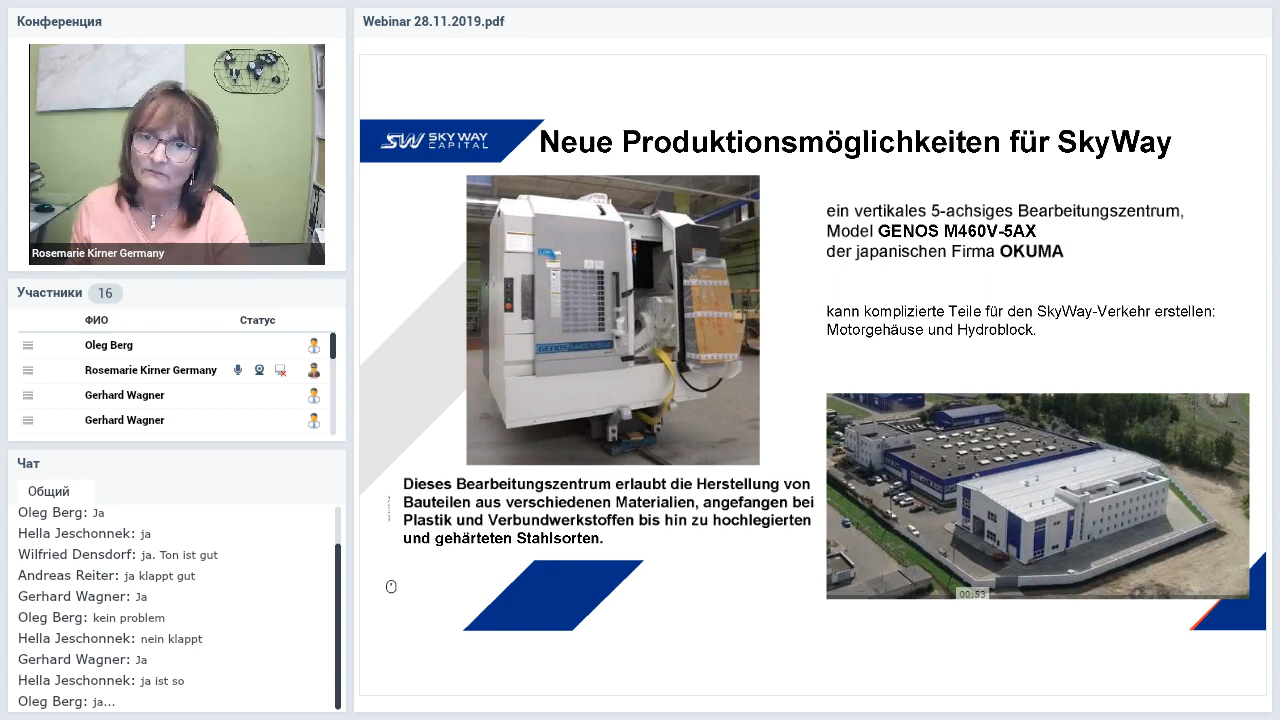 Конференция
Rosemarie Kirner Germany
Участники 16
ФИО Статус
Oleg Berg
Rosemarie Kirner Germany
Gerhard Wagner
Gerhard Wagner
Чат
Общий
Oleg Berg: Ja
Hella Jeschonnek: ja
Wilfried Densdorf: ja. Ton ist gut
Andreas Reiter: ja klappt gut
Gerhard Wagner: Ja
Oleg Berg: kein problem
Hella Jeschonnek: nein klappt
Gerhard Wagner: Ja
Hella Jeschonnek: ja ist so
Oleg Berg: ja...
Webinar 28.11.2019.pdf
SW SKY WAY
CAPITAL
Neue Produktionsmöglichkeiten für SkyWay
ein vertikales 5-achsiges Bearbeitungszentrum,
Model GENOS M460V-5AX
der japanischen Firma OKUMA
kann komplizierte Teile für den SkyWay-Verkehr erstellen:
Motorgehäuse und Hydroblock.
GENOS M460V-5AX
Dieses Bearbeitungszentrum erlaubt die Herstellung von
Bauteilen aus verschiedenen Materialien, angefangen bei
Plastik und Verbundwerkstoffen bis hin zu hochlegierten
und gehärteten Stahlsorten.
00:53